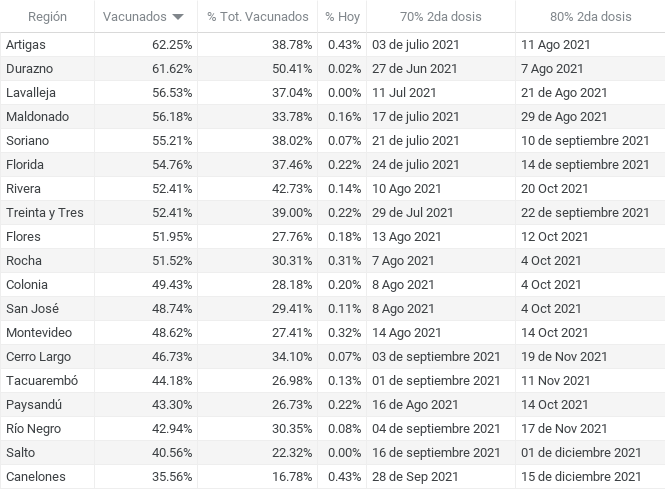 Región Vacunados % Tot. Vacunados % Hoy 70% 2da dosis 80% 2da dosis
Artigas 62.25% 38.78% 0.43% 03 de julio 2021 11 Ago 2021
Durazno 61.62% 50.41% 0.02% 27 de Jun 2021 7 Ago 2021
Lavalleja 56.53% 37.04% 0.00% 11 Jul 2021 21 de Ago 2021
Maldonado 56.18% 33.78% 0.16% 17 de julio 2021 29 de Ago 2021
Soriano 55.21% 38.02% 0.07% 21 de julio 2021 10 de septiembre 2021
Florida 54.76% 37.46% 0.22% 24 de julio 2021 14 de septiembre 2021
Rivera 52.41% 42.73% 0.14% 10 Ago 2021 20 Oct 2021
Treinta y Tres 52.41% 39.00% 0.22% 29 de Jul 2021 22 de septiembre 2021
Flores 51.95% 27.76% 0.18% 13 Ago 2021 12 Oct 2021
Rocha 51.52% 30.31% 0.31% 7 Ago 2021 4 Oct 2021
Colonia 49.43% 28.18% 0.20% 8 Ago 2021 4 Oct 2021
San José 48.74% 29.41% 0.11% 8 Ago 2021 4 Oct 2021
Montevideo 48.62% 27.41% 0.32% 14 Ago 2021 14 Oct 2021
Cerro Largo 46.73% 34.10% 0.07% 03 de septiembre 2021 19 de Nov 2021
Tacuarembó 44.18% 26.98% 0.13% 01 de septiembre 2021 11 Nov 2021
Paysandú 43.30% 26.73% 0.22% 16 de Ago 2021 14 Oct 2021
Río Negro 42.94% 30.35% 0.08% 04 de septiembre 2021 17 de Nov 2021
Salto 40.56% 22.32% 0.00% 16 de septiembre 2021 01 de diciembre 2021
Canelones 35.56% 16.78% 0.43% 28 de Sep 2021 15 de diciembre 2021